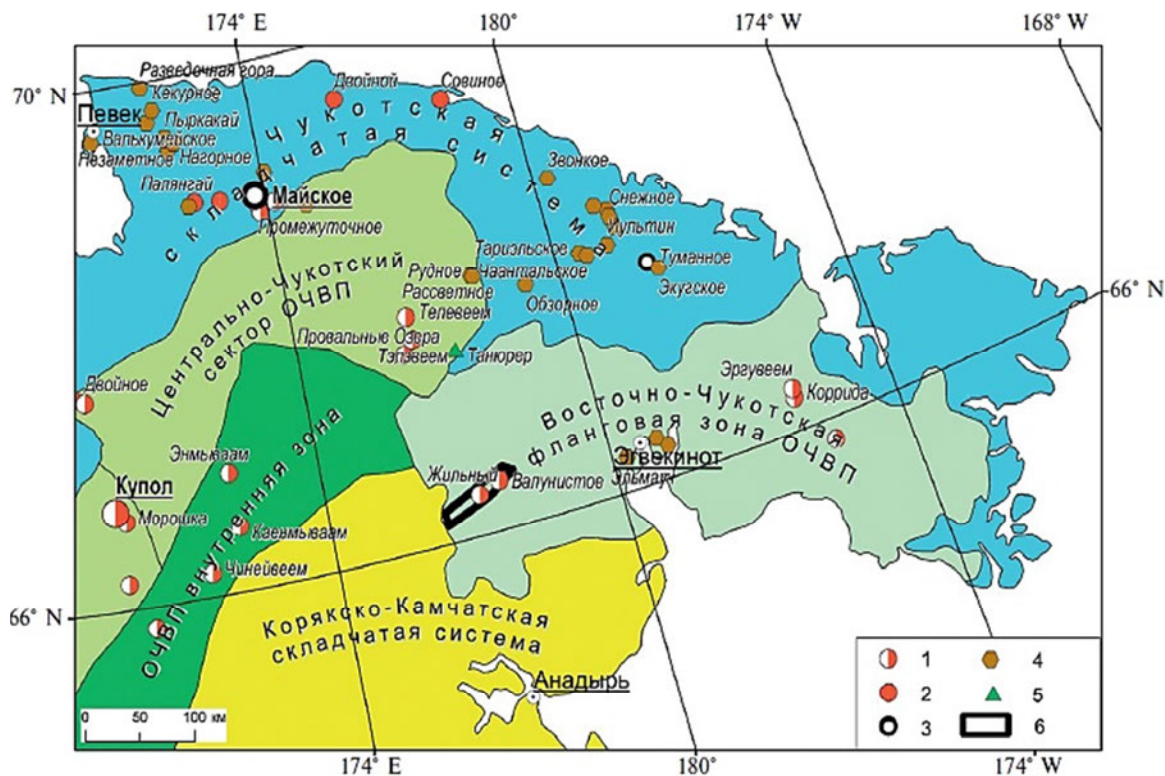 174° E
180°
174° W
168° W
70° N
Разведочная гора
Кекурное
Двойной
Совиное
Певек
Пыркакай
Валькумейское
Незаметное
Нагорное
Чукотская
складчатая система
Звонкое
Палянгай
Майское
Промежуточное
Снежное
Иультин
Тариэльское
Туманное
Экугское
Рудное
Чаантальское
Рассветное
Обзорное
66° N
Центрально-Чукотский
сектор ОЧВП
Телевеем
Провальные Озера
Тэпэвеем
Танюрер
Двойное
Эргувеем
Коррида
Восточно-Чукотская
фланговая зона ОЧВП
Эгвекинот
Энмываам
Жильный
Валунистое
Купол
Морошка
Каенмываам
Чинейвеем
ОЧВП внутренняя зона
66° N
Корякско-Камчатская
складчатая система
Анадырь
0 50 100 км
1 4
2 5
3 6
174° E
180°
174° W